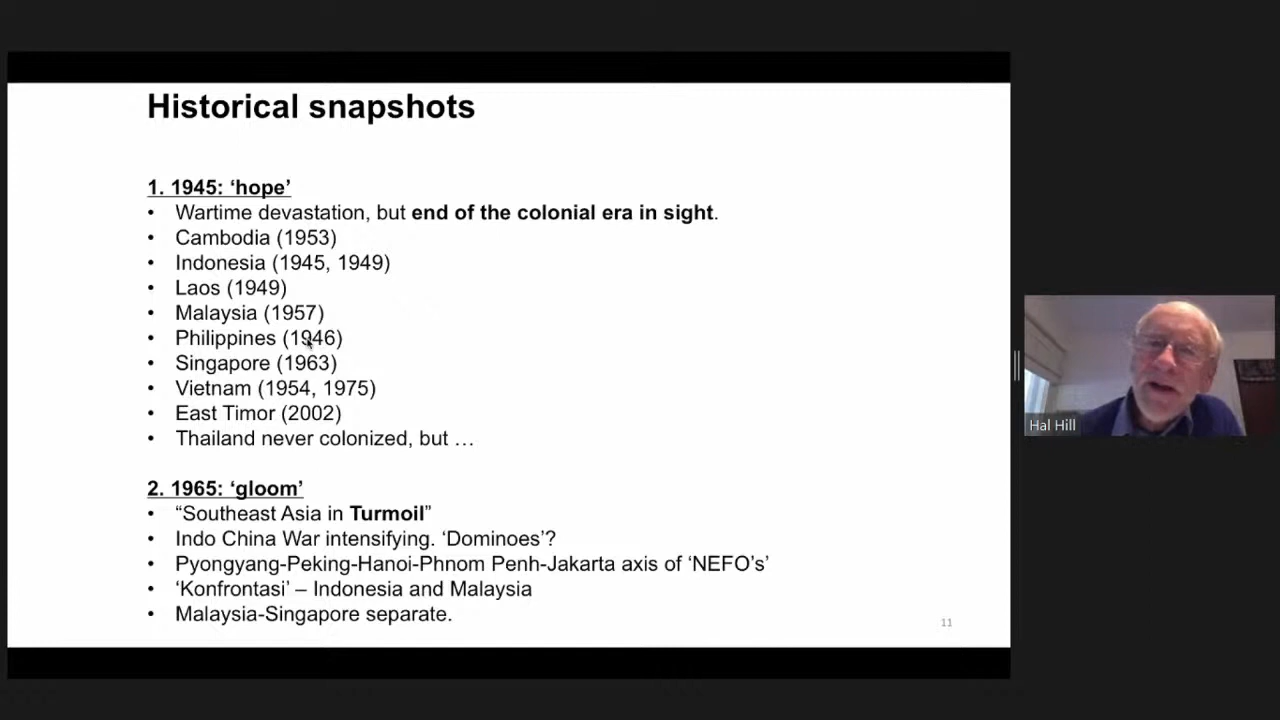 Historical snapshots
1. 1945: ‘hope’
• Wartime devastation, but end of the colonial era in sight.
• Cambodia (1953)
• Indonesia (1945, 1949)
• Laos (1949)
• Malaysia (1957)
• Philippines (1946)
• Singapore (1963)
• Vietnam (1954, 1975)
• East Timor (2002)
• Thailand never colonized, but …
2. 1965: ‘gloom’
• “Southeast Asia in Turmoil”
• Indo China War intensifying. ‘Dominoes’?
• Pyongyang-Peking-Hanoi-Phnom Penh-Jakarta axis of ‘NEFO’s’
• ‘Konfrontasi’ – Indonesia and Malaysia
• Malaysia-Singapore separate.
11
Hal Hill